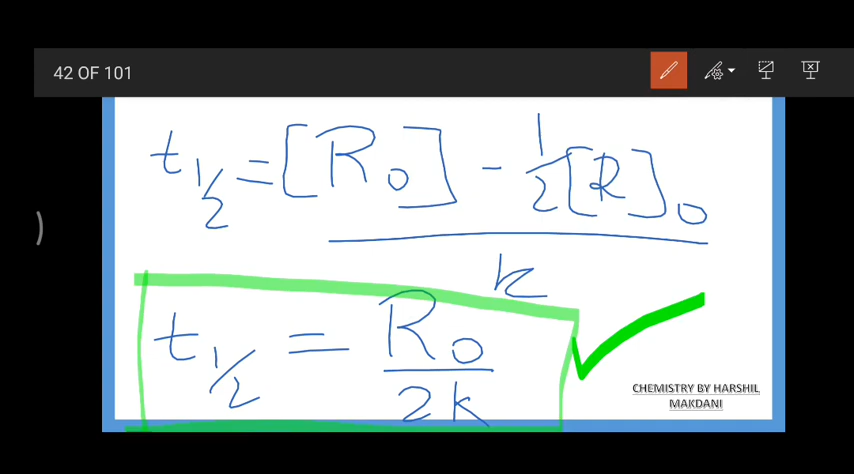 42 OF 101
t1/2 = [R0] - 1/2 [R]0
k
t1/2 = R0
2k
CHEMISTRY BY HARSHIL
MAKDANI